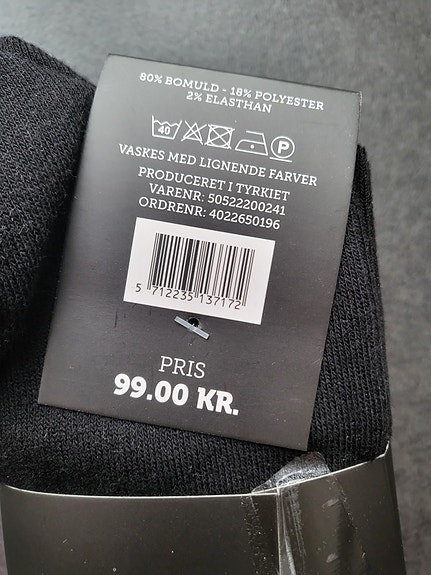 80% BOMULD - 18% POLYESTER
2% ELASTHAN
40 P
VASKES MED LIGNENDE FARVER
PRODUCERET I TYRKIET
VARENR: 50522200241
ORDRENR: 4022650196
5 712235 137172
PRIS
99.00 KR.